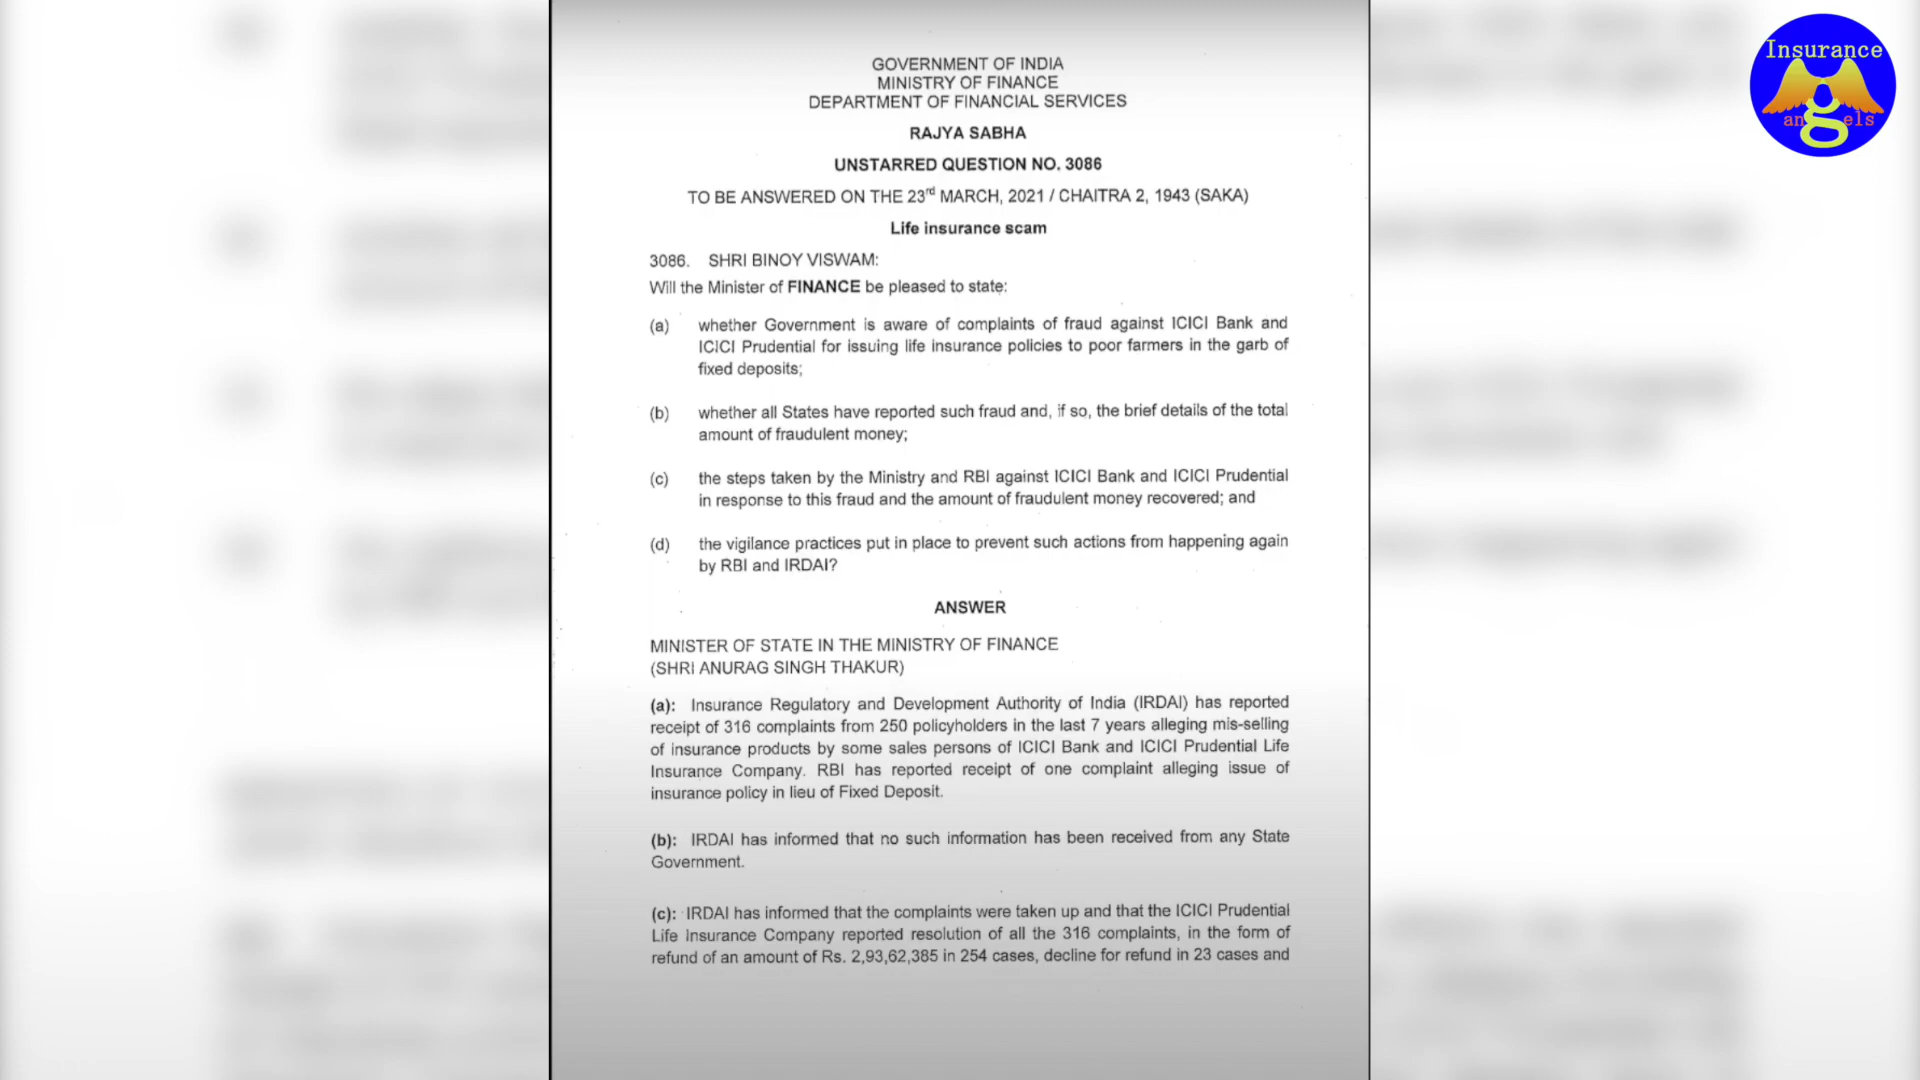 GOVERNMENT OF INDIA
MINISTRY OF FINANCE
DEPARTMENT OF FINANCIAL SERVICES
RAJYA SABHA
UNSTARRED QUESTION NO. 3086
TO BE ANSWERED ON THE 23rd MARCH, 2021 / CHAITRA 2, 1943 (SAKA)
Life insurance scam
3086. SHRI BINOY VISWAM:
Will the Minister of FINANCE be pleased to state:
(a) whether Government is aware of complaints of fraud against ICICI Bank and
ICICI Prudential for issuing life insurance policies to poor farmers in the garb of
fixed deposits;
(b) whether all States have reported such fraud and, if so, the brief details of the total
amount of fraudulent money;
(c) the steps taken by the Ministry and RBI against ICICI Bank and ICICI Prudential
in response to this fraud and the amount of fraudulent money recovered; and
(d) the vigilance practices put in place to prevent such actions from happening again
by RBI and IRDAI?
ANSWER
MINISTER OF STATE IN THE MINISTRY OF FINANCE
(SHRI ANURAG SINGH THAKUR)
(a): Insurance Regulatory and Development Authority of India (IRDAI) has reported
receipt of 316 complaints from 250 policyholders in the last 7 years alleging mis-selling
of insurance products by some sales persons of ICICI Bank and ICICI Prudential Life
Insurance Company. RBI has reported receipt of one complaint alleging issue of
insurance policy in lieu of Fixed Deposit.
(b): IRDAI has informed that no such information has been received from any State
Government.
(c): IRDAI has informed that the complaints were taken up and that the ICICI Prudential
Life Insurance Company reported resolution of all the 316 complaints, in the form of
refund of an amount of Rs. 2,93,62,385 in 254 cases, decline for refund in 23 cases and
Insurance
angels